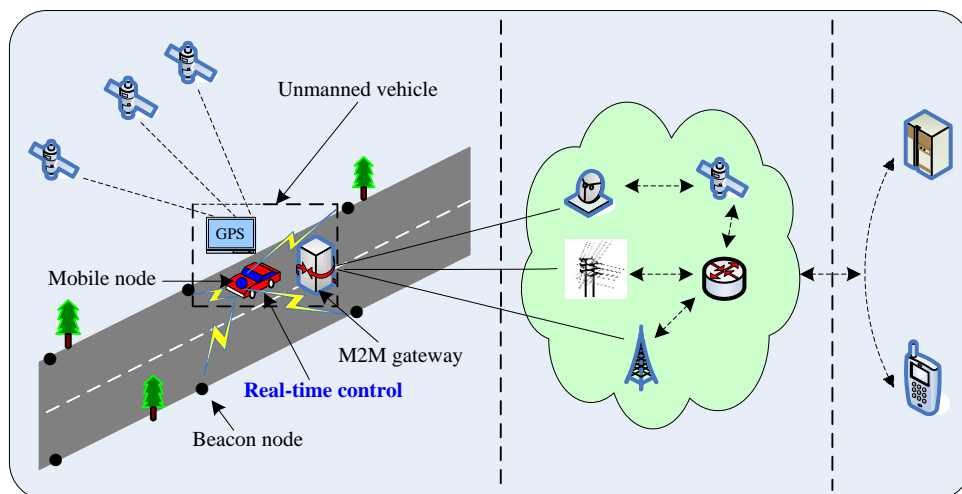 Unmanned vehicle
GPS
Mobile node
M2M gateway
Real-time control
Beacon node